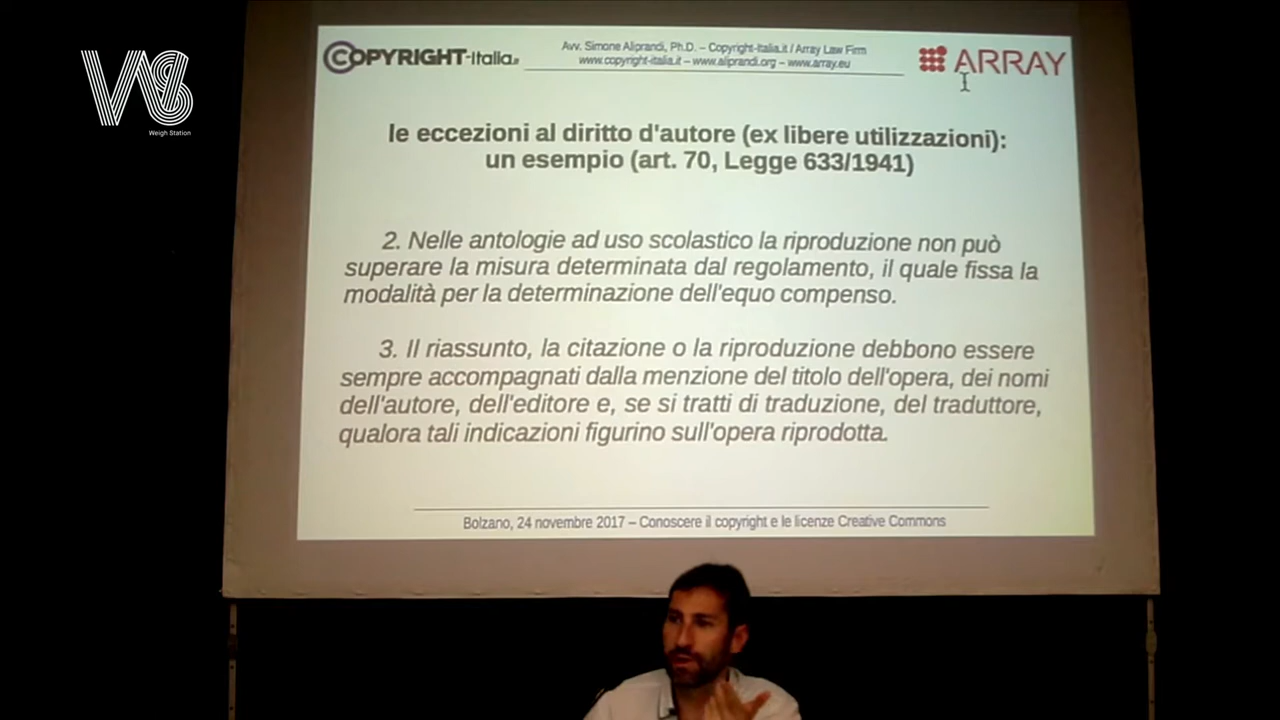 WS
Weigh Station
COPYRIGHT-Italia.it
Avv. Simone Aliprandi, Ph.D. – Copyright-Italia.it / Array Law Firm
www.copyright-italia.it – www.aliprandi.org – www.array.eu
ARRAY
le eccezioni al diritto d'autore (ex libere utilizzazioni):
un esempio (art. 70, Legge 633/1941)
2. Nelle antologie ad uso scolastico la riproduzione non può
superare la misura determinata dal regolamento, il quale fissa la
modalità per la determinazione dell'equo compenso.
3. Il riassunto, la citazione o la riproduzione debbono essere
sempre accompagnati dalla menzione del titolo dell'opera, dei nomi
dell'autore, dell'editore e, se si tratti di traduzione, del traduttore,
qualora tali indicazioni figurino sull'opera riprodotta.
Bolzano, 24 novembre 2017 – Conoscere il copyright e le licenze Creative Commons